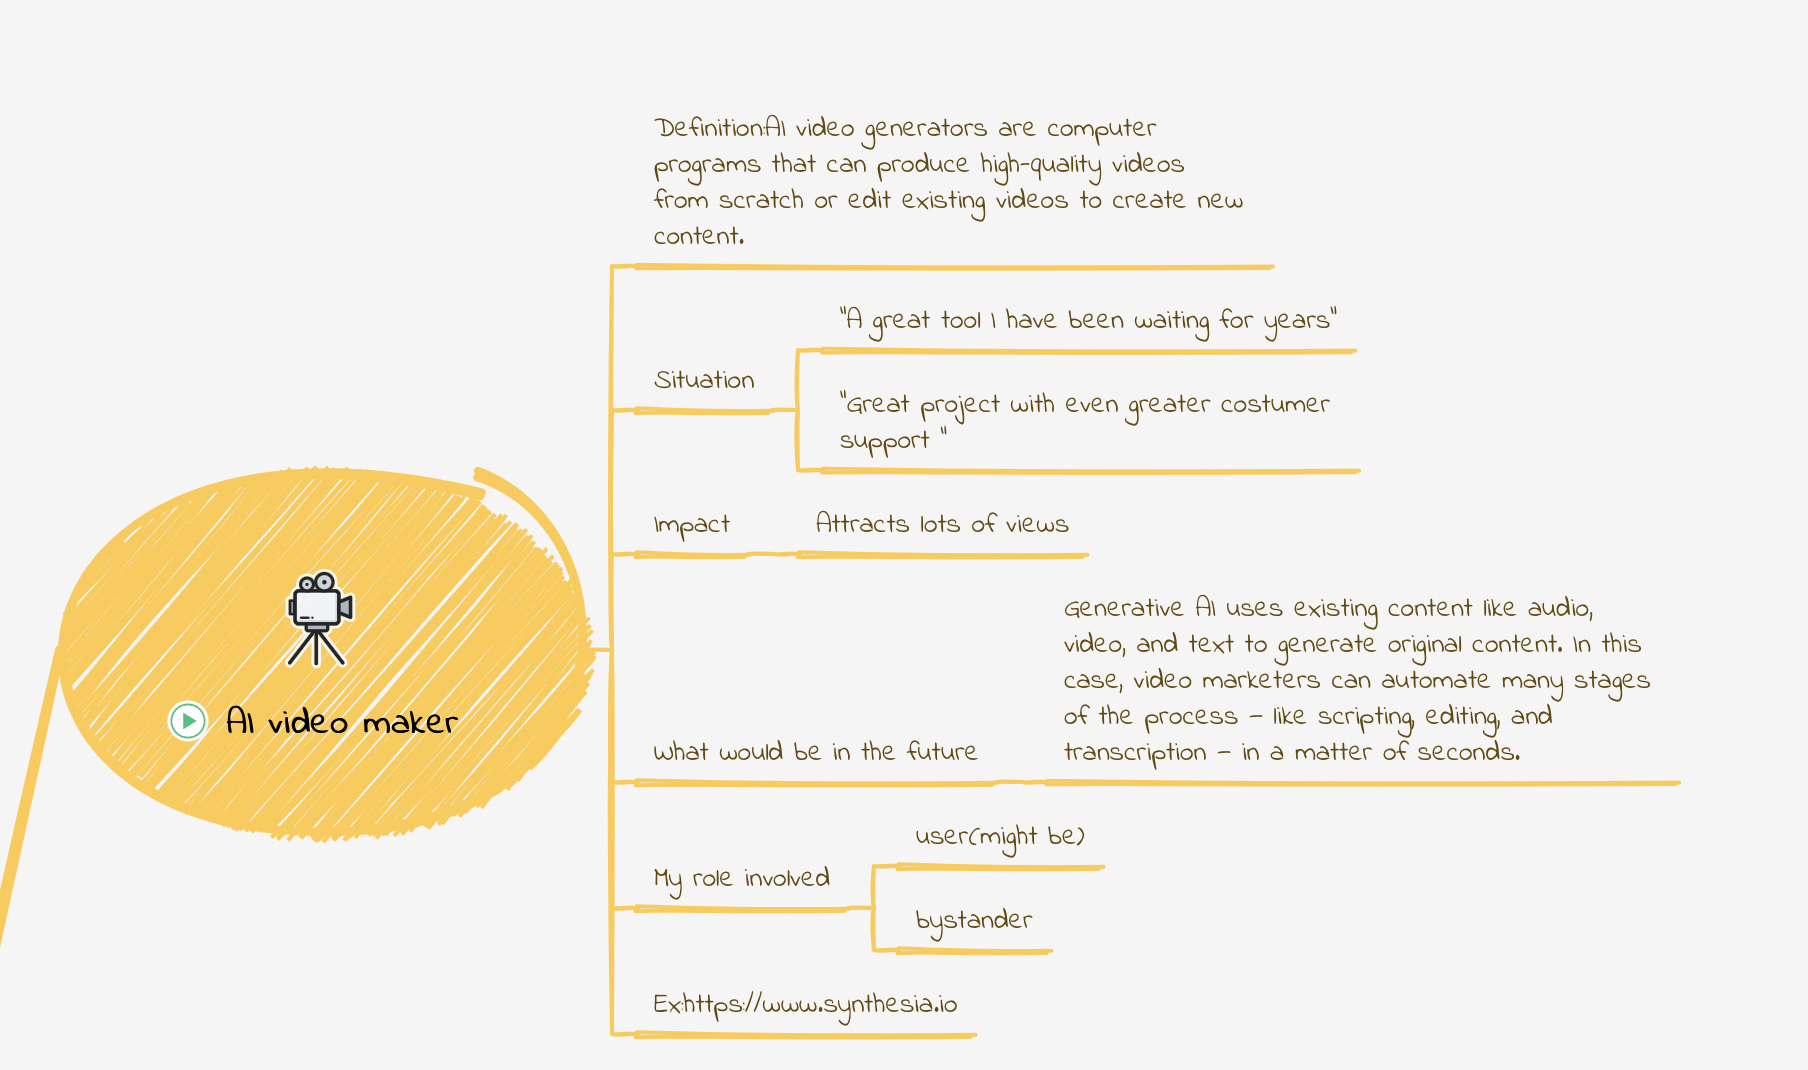 Definition:AI video generators are computer
programs that can produce high-quality videos
from scratch or edit existing videos to create new
content.
"A great tool I have been waiting for years"
Situation
"Great project with even greater costumer
support "
Impact
Attracts lots of views
AI video maker
What would be in the future
Generative AI uses existing content like audio,
video, and text to generate original content. In this
case, video marketers can automate many stages
of the process – like scripting, editing, and
transcription – in a matter of seconds.
My role involved
user(might be)
bystander
Ex:https://www.synthesia.io